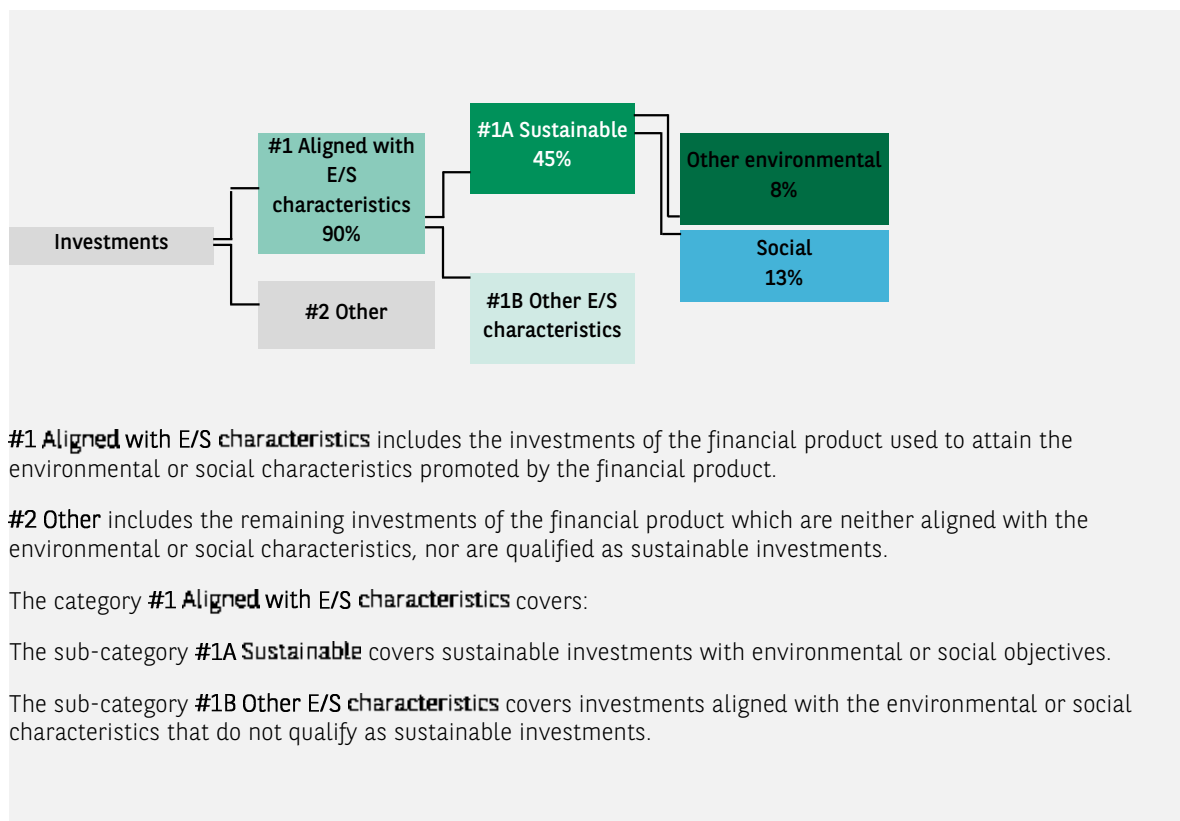 #1A Sustainable
45%
#1 Aligned with
E/S
characteristics
90%
Other environmental
8%
Investments
Social
13%
#2 Other
#1B Other E/S
characteristics
#1 Aligned with E/S characteristics includes the investments of the financial product used to attain the
environmental or social characteristics promoted by the financial product.
#2 Other includes the remaining investments of the financial product which are neither aligned with the
environmental or social characteristics, nor are qualified as sustainable investments.
The category #1 Aligned with E/S characteristics covers:
The sub-category #1A Sustainable covers sustainable investments with environmental or social objectives.
The sub-category #1B Other E/S characteristics covers investments aligned with the environmental or social
characteristics that do not qualify as sustainable investments.